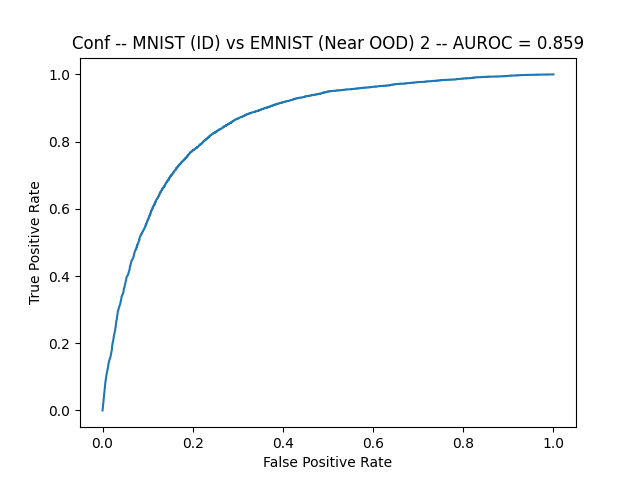 Conf -- MNIST (ID) vs EMNIST (Near OOD) 2 -- AUROC = 0.859
1.0
0.8
0.6
0.4
0.2
0.0
True Positive Rate
0.0 0.2 0.4 0.6 0.8 1.0
False Positive Rate